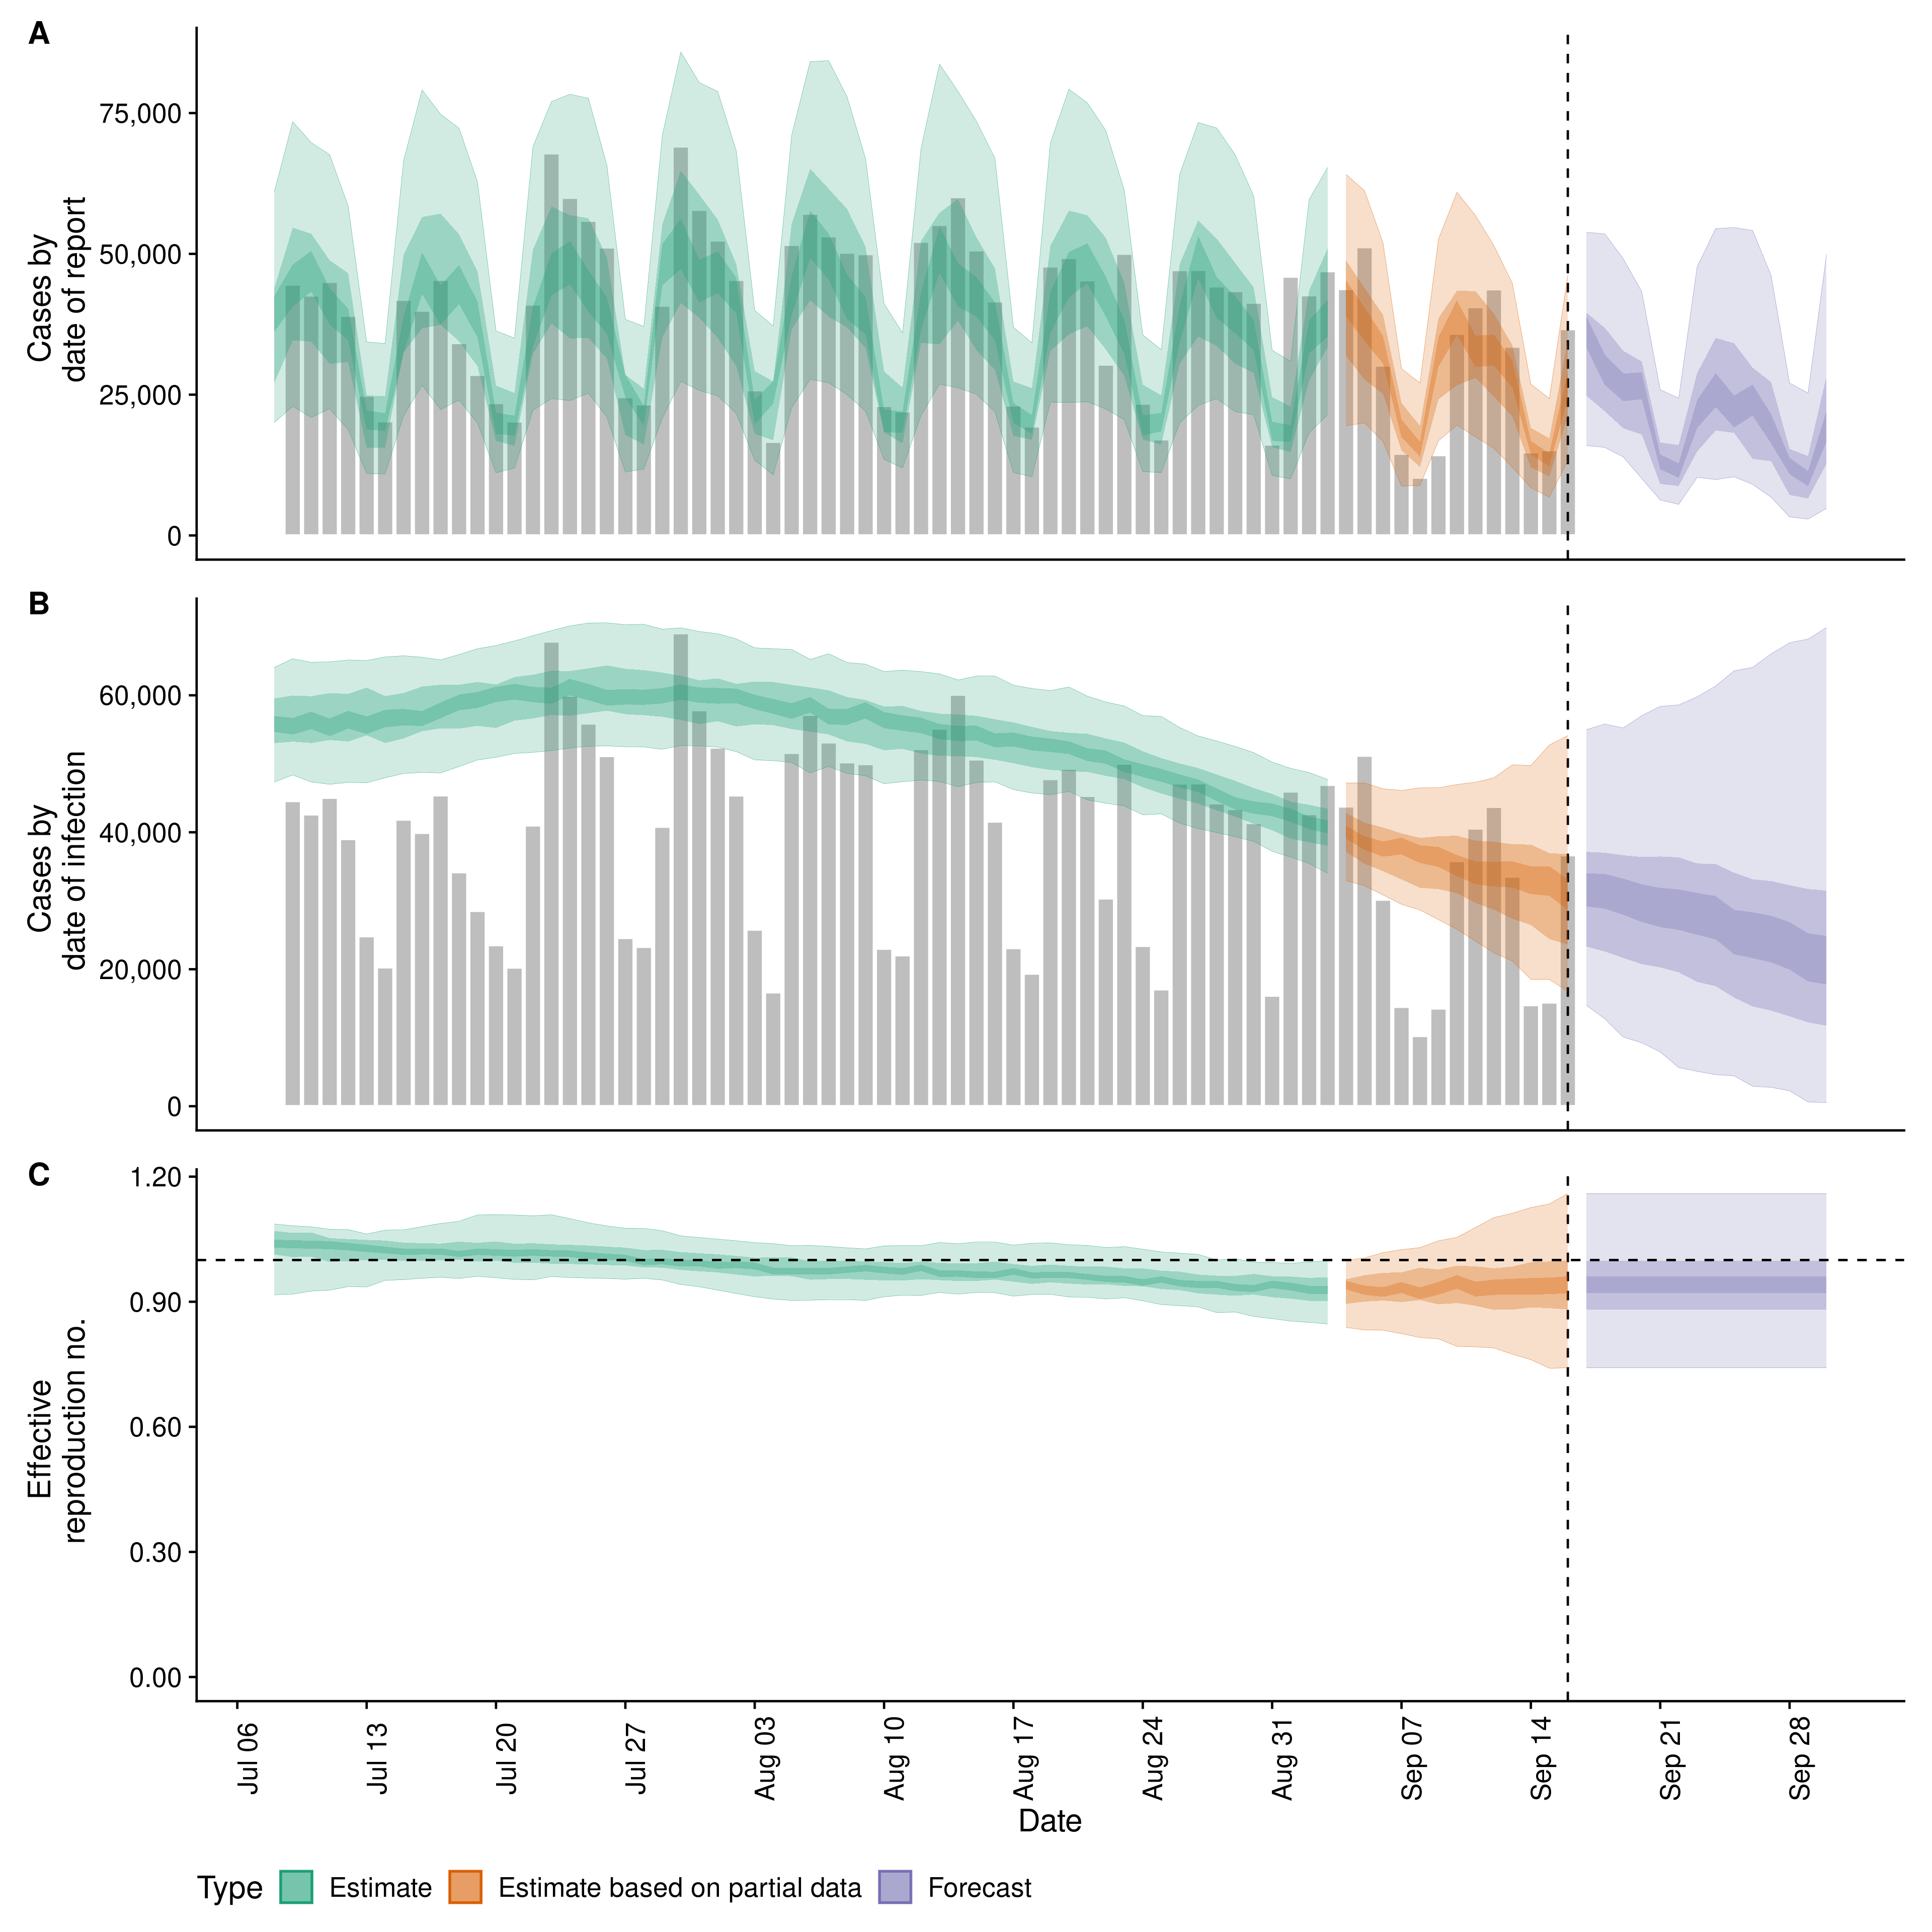 A
Cases by
date of report
75,000
50,000
25,000
0
B
Cases by
date of infection
60,000
40,000
20,000
0
C
Effective
reproduction no.
1.20
0.90
0.60
0.30
0.00
Jul 06
Jul 13
Jul 20
Jul 27
Aug 03
Aug 10
Aug 17
Aug 24
Aug 31
Sep 07
Sep 14
Sep 21
Sep 28
Date
Type Estimate Estimate based on partial data Forecast